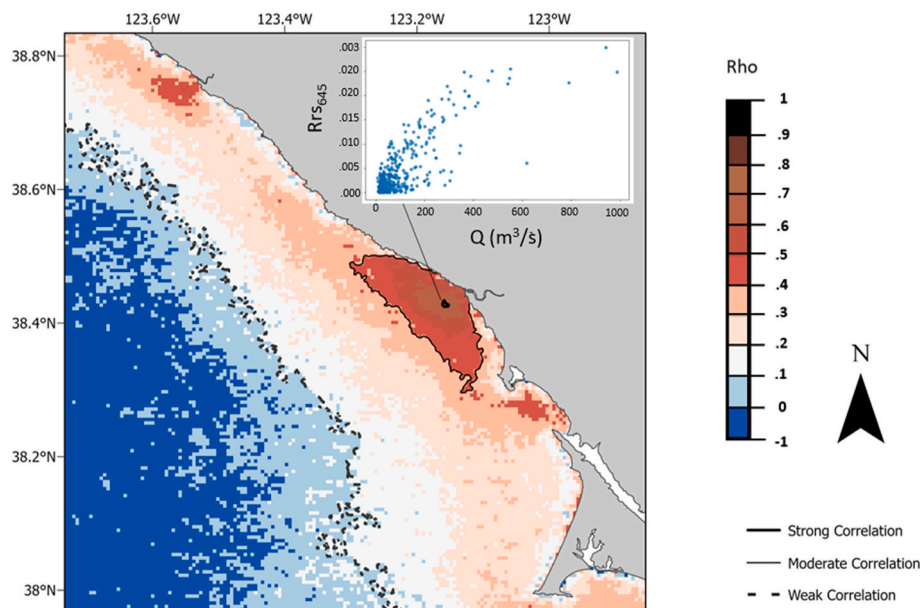 123.6°W 123.4°W 123.2°W 123°W
38.8°N
38.6°N
38.4°N
38.2°N
38°N
.003
.020
.020
.015
.010
.005
.000
Rrs645
0 200 400 600 800 1000
Q (m³/s)
Rho
1
.9
.8
.7
.6
.5
.4
.3
.2
.1
0
-1
N
Strong Correlation
Moderate Correlation
Weak Correlation